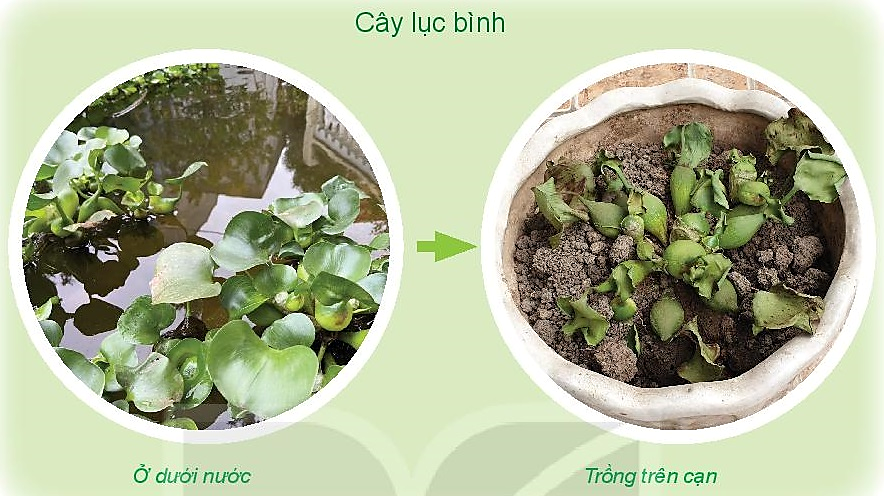 Cây lục bình
Ở dưới nước
Trồng trên cạn